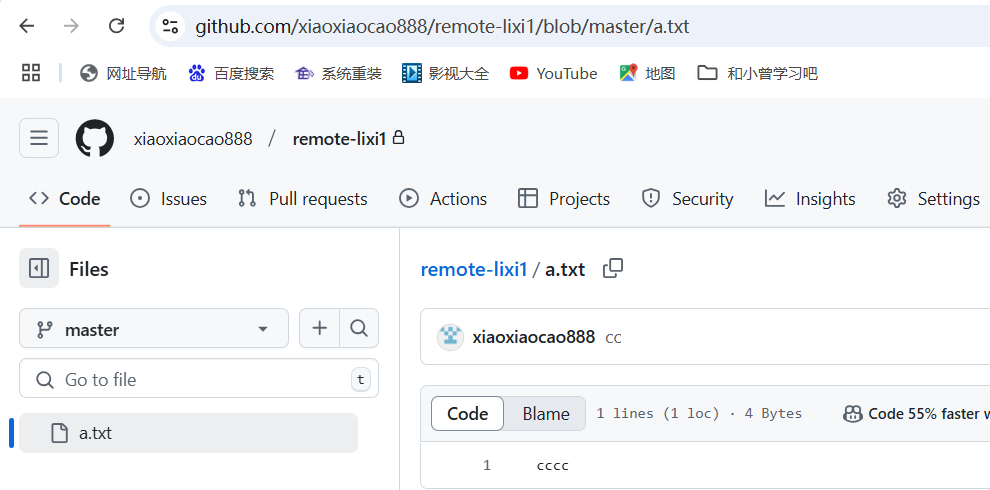 github.com/xiaoxiaocao888/remote-lixi1/blob/master/a.txt
网址导航 百度搜索 系统重装 影视大全 YouTube 地图 和小曾学习吧
xiaoxiaocao888 / remote-lixi1
Code Issues Pull requests Actions Projects Security Insights Settings
Files
remote-lixi1 / a.txt
master
xiaoxiaocao888 cc
Go to file t
Code Blame 1 lines (1 loc) · 4 Bytes Code 55% faster w
a.txt
1 cccc